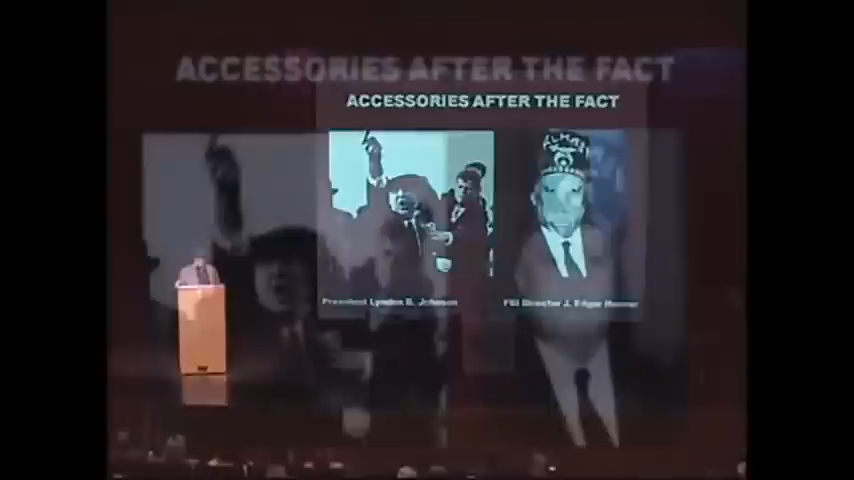 ACCESSORIES AFTER THE FACT
ACCESSORIES AFTER THE FACT
President Lyndon B. Johnson
FBI Director J. Edgar Hoover